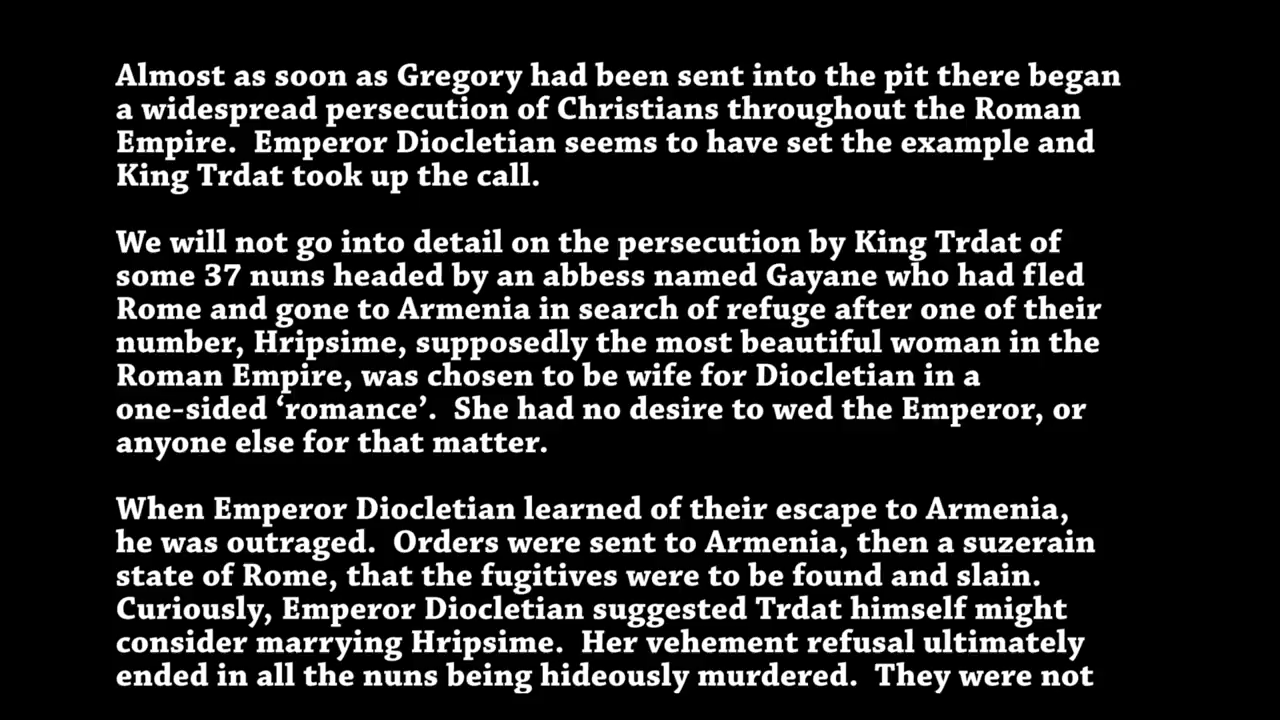 Almost as soon as Gregory had been sent into the pit there began
a widespread persecution of Christians throughout the Roman
Empire.  Emperor Diocletian seems to have set the example and
King Trdat took up the call.
We will not go into detail on the persecution by King Trdat of
some 37 nuns headed by an abbess named Gayane who had fled
Rome and gone to Armenia in search of refuge after one of their
number, Hripsime, supposedly the most beautiful woman in the
Roman Empire, was chosen to be wife for Diocletian in a
one-sided ‘romance’.  She had no desire to wed the Emperor, or
anyone else for that matter.
When Emperor Diocletian learned of their escape to Armenia,
he was outraged.  Orders were sent to Armenia, then a suzerain
state of Rome, that the fugitives were to be found and slain.
Curiously, Emperor Diocletian suggested Trdat himself might
consider marrying Hripsime.  Her vehement refusal ultimately
ended in all the nuns being hideously murdered.  They were not